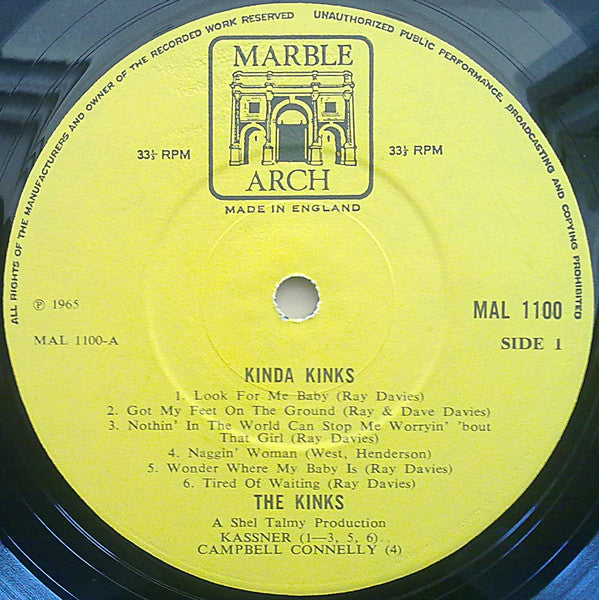 ALL RIGHTS OF THE MANUFACTURERS AND OWNER OF THE RECORDED WORK RESERVED UNAUTHORIZED PUBLIC PERFORMANCE, BROADCASTING AND COPYING PROHIBITED
MARBLE
ARCH
33⅓ RPM
33⅓ RPM
MADE IN ENGLAND
℗ 1965
MAL 1100
MAL 1100-A
SIDE 1
KINDA KINKS
1. Look For Me Baby (Ray Davies)
2. Got My Feet On The Ground (Ray & Dave Davies)
3. Nothin' In The World Can Stop Me Worryin' 'bout
That Girl (Ray Davies)
4. Naggin' Woman (West, Henderson)
5. Wonder Where My Baby Is (Ray Davies)
6. Tired Of Waiting (Ray Davies)
THE KINKS
A Shel Talmy Production
KASSNER (1—3, 5, 6)
CAMPBELL CONNELLY (4)